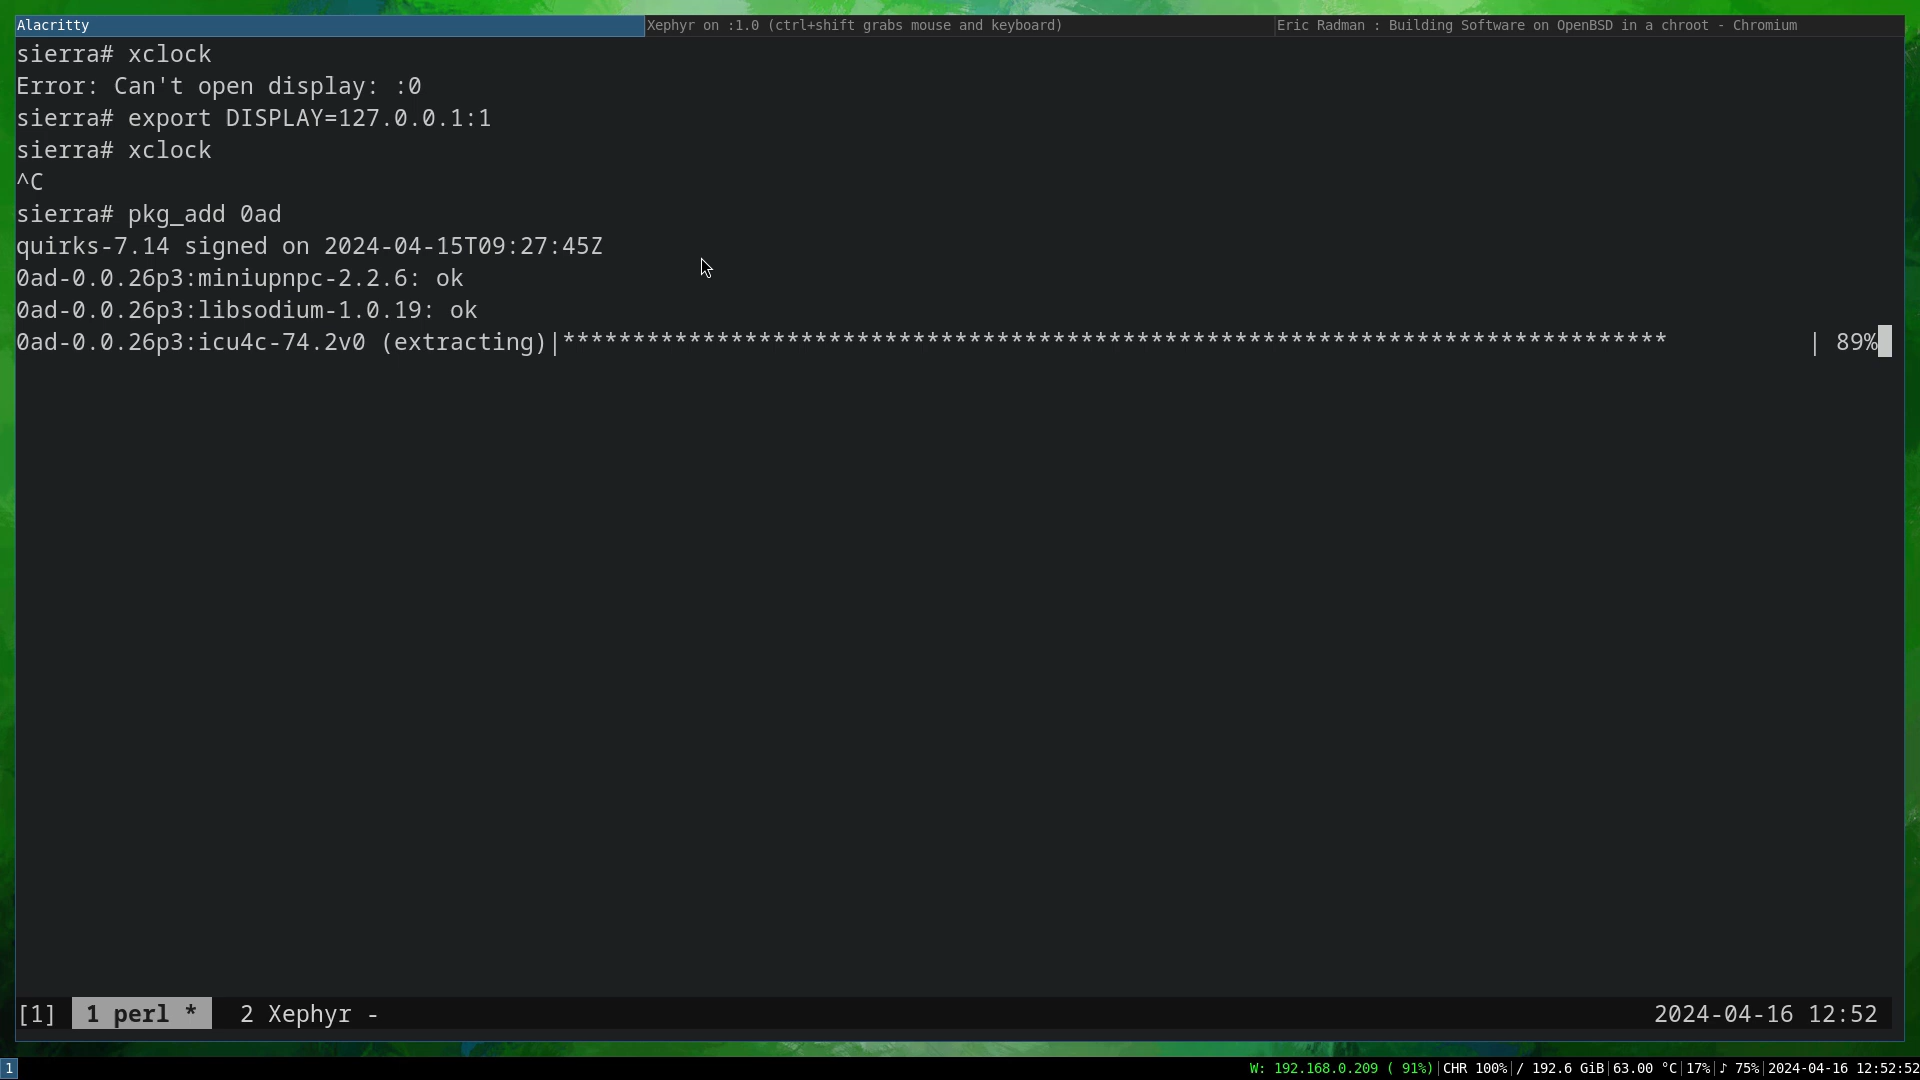 Alacritty
Xephyr on :1.0 (ctrl+shift grabs mouse and keyboard)
Eric Radman : Building Software on OpenBSD in a chroot - Chromium
sierra# xclock
Error: Can't open display: :0
sierra# export DISPLAY=127.0.0.1:1
sierra# xclock
^C
sierra# pkg_add 0ad
quirks-7.14 signed on 2024-04-15T09:27:45Z
0ad-0.0.26p3:miniupnpc-2.2.6: ok
0ad-0.0.26p3:libsodium-1.0.19: ok
0ad-0.0.26p3:icu4c-74.2v0 (extracting)|*******************************************************************************          | 89%
[1] 1 perl * 2 Xephyr - 2024-04-16 12:52
1 W: 192.168.0.209 ( 91%)|CHR 100%|/ 192.6 GiB|63.00 °C|17%|♪ 75%|2024-04-16 12:52:52